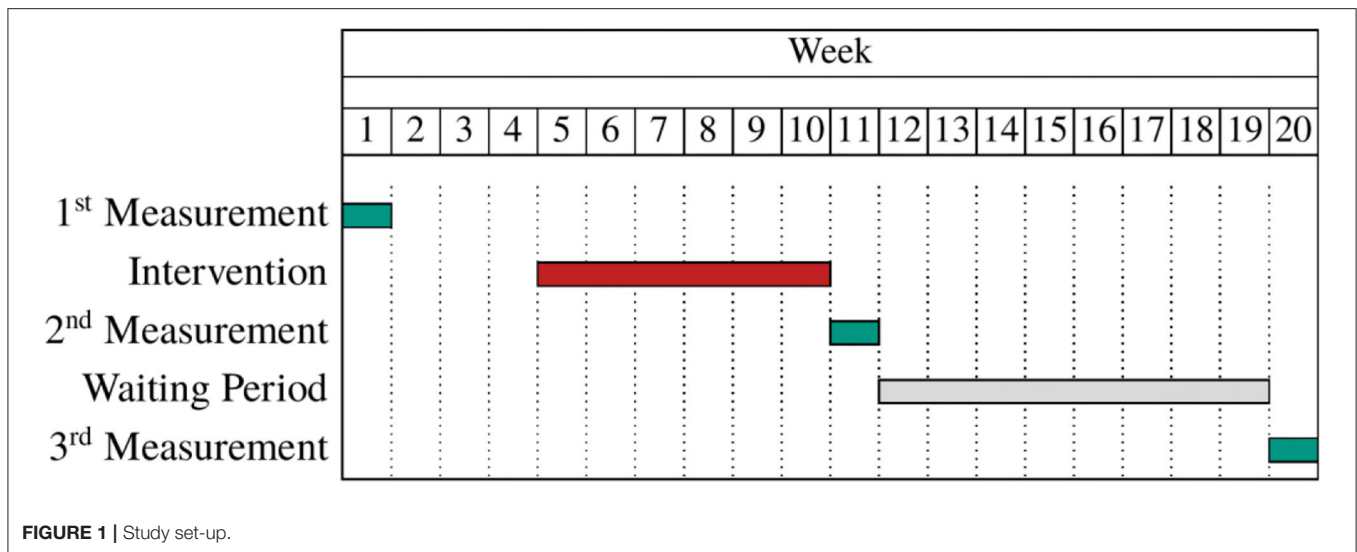 Week
1 2 3 4 5 6 7 8 9 10 11 12 13 14 15 16 17 18 19 20
1st Measurement
Intervention
2nd Measurement
Waiting Period
3rd Measurement
FIGURE 1 | Study set-up.